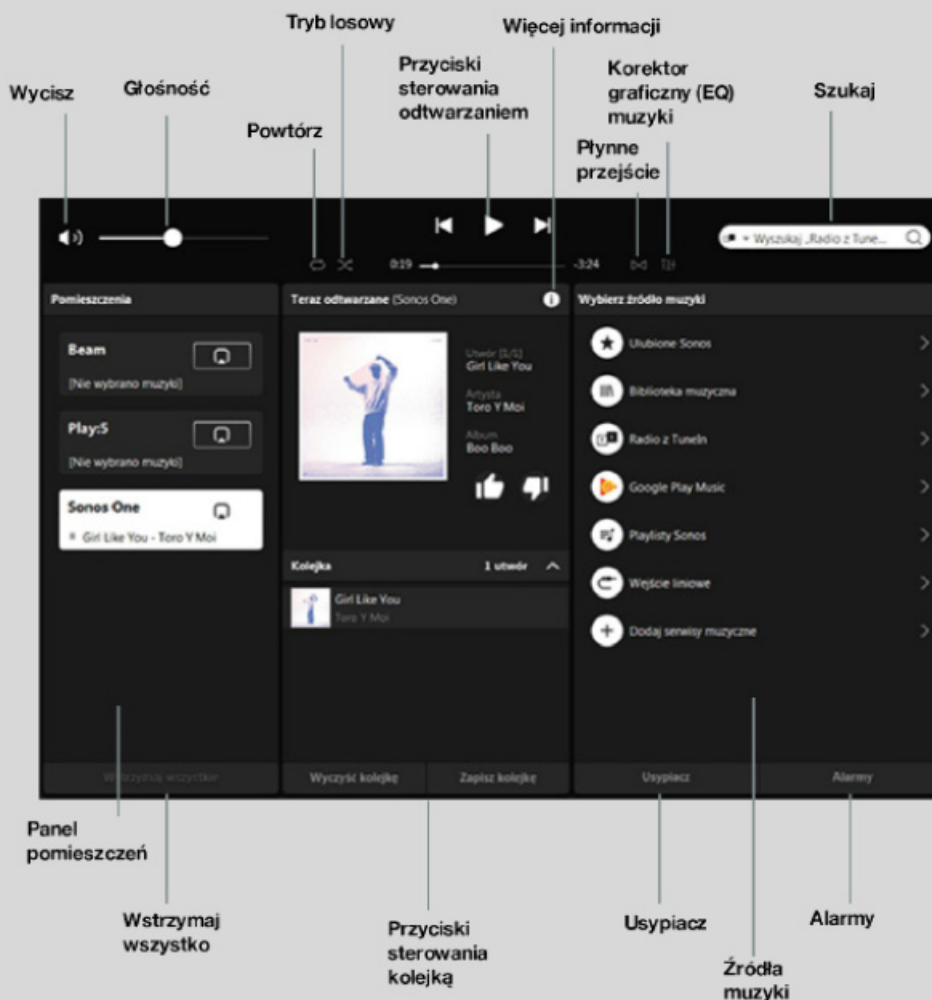 Tryb losowy
Więcej informacji
Wycisz
Głośność
Przyciski
sterowania
odtwarzaniem
Korektor
graficzny (EQ)
muzyki
Szukaj
Powtórz
Płynne
przejście
Wyszukaj „Radio z Tune...
0:19
-3:24
Pomieszczenia
Beam
[Nie wybrano muzyki]
Play:5
[Nie wybrano muzyki]
Sonos One
Girl Like You - Toro Y Moi
Wstrzymaj wszystkie
Teraz odtwarzane (Sonos One)
Utwór [1/1]
Girl Like You
Artysta
Toro Y Moi
Album
Boo Boo
Kolejka 1 utwór
Girl Like You
Toro Y Moi
Wyczyść kolejkę Zapisz kolejkę
Wybierz źródło muzyki
Ulubione Sonos
Biblioteka muzyczna
Radio z TuneIn
Google Play Music
Playlisty Sonos
Wejście liniowe
Dodaj serwisy muzyczne
Usypiacz Alarmy
Panel
pomieszczeń
Wstrzymaj
wszystko
Przyciski
sterowania
kolejką
Usypiacz
Źródła
muzyki
Alarmy